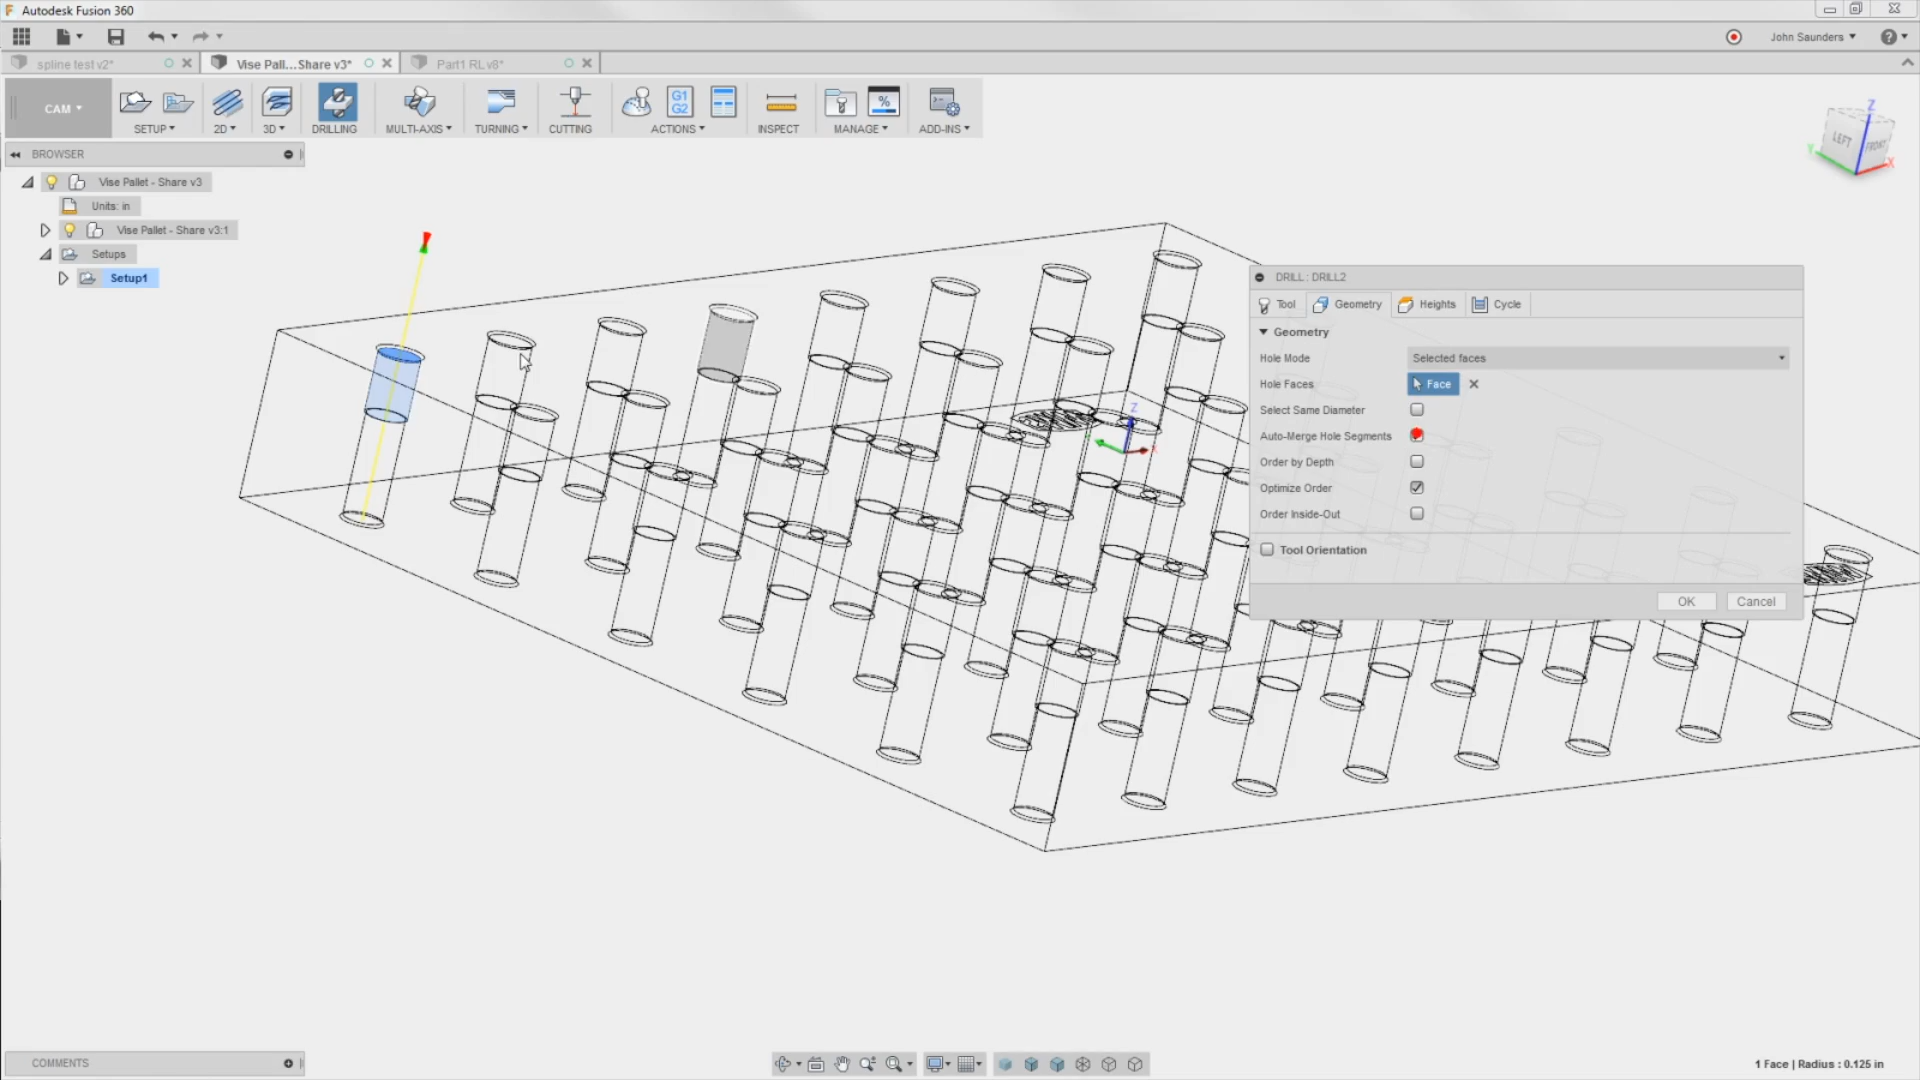 Autodesk Fusion 360
John Saunders
spline test v2*
Vise Pall...Share v3*
Part1 RL v8*
CAM
SETUP
2D
3D
DRILLING
MULTI-AXIS
TURNING
CUTTING
G1
G2
ACTIONS
INSPECT
%
MANAGE
ADD-INS
BROWSER
Vise Pallet - Share v3
Units: in
Vise Pallet - Share v3:1
Setups
Setup1
Z
LEFT
FRONT
Y
X
Z
X
DRILL : DRILL2
Tool
Geometry
Heights
Cycle
Geometry
Hole Mode
Selected faces
Hole Faces
Face
Select Same Diameter
Auto-Merge Hole Segments
Order by Depth
Optimize Order
Order Inside-Out
Tool Orientation
OK
Cancel
COMMENTS
1 Face | Radius : 0.125 in